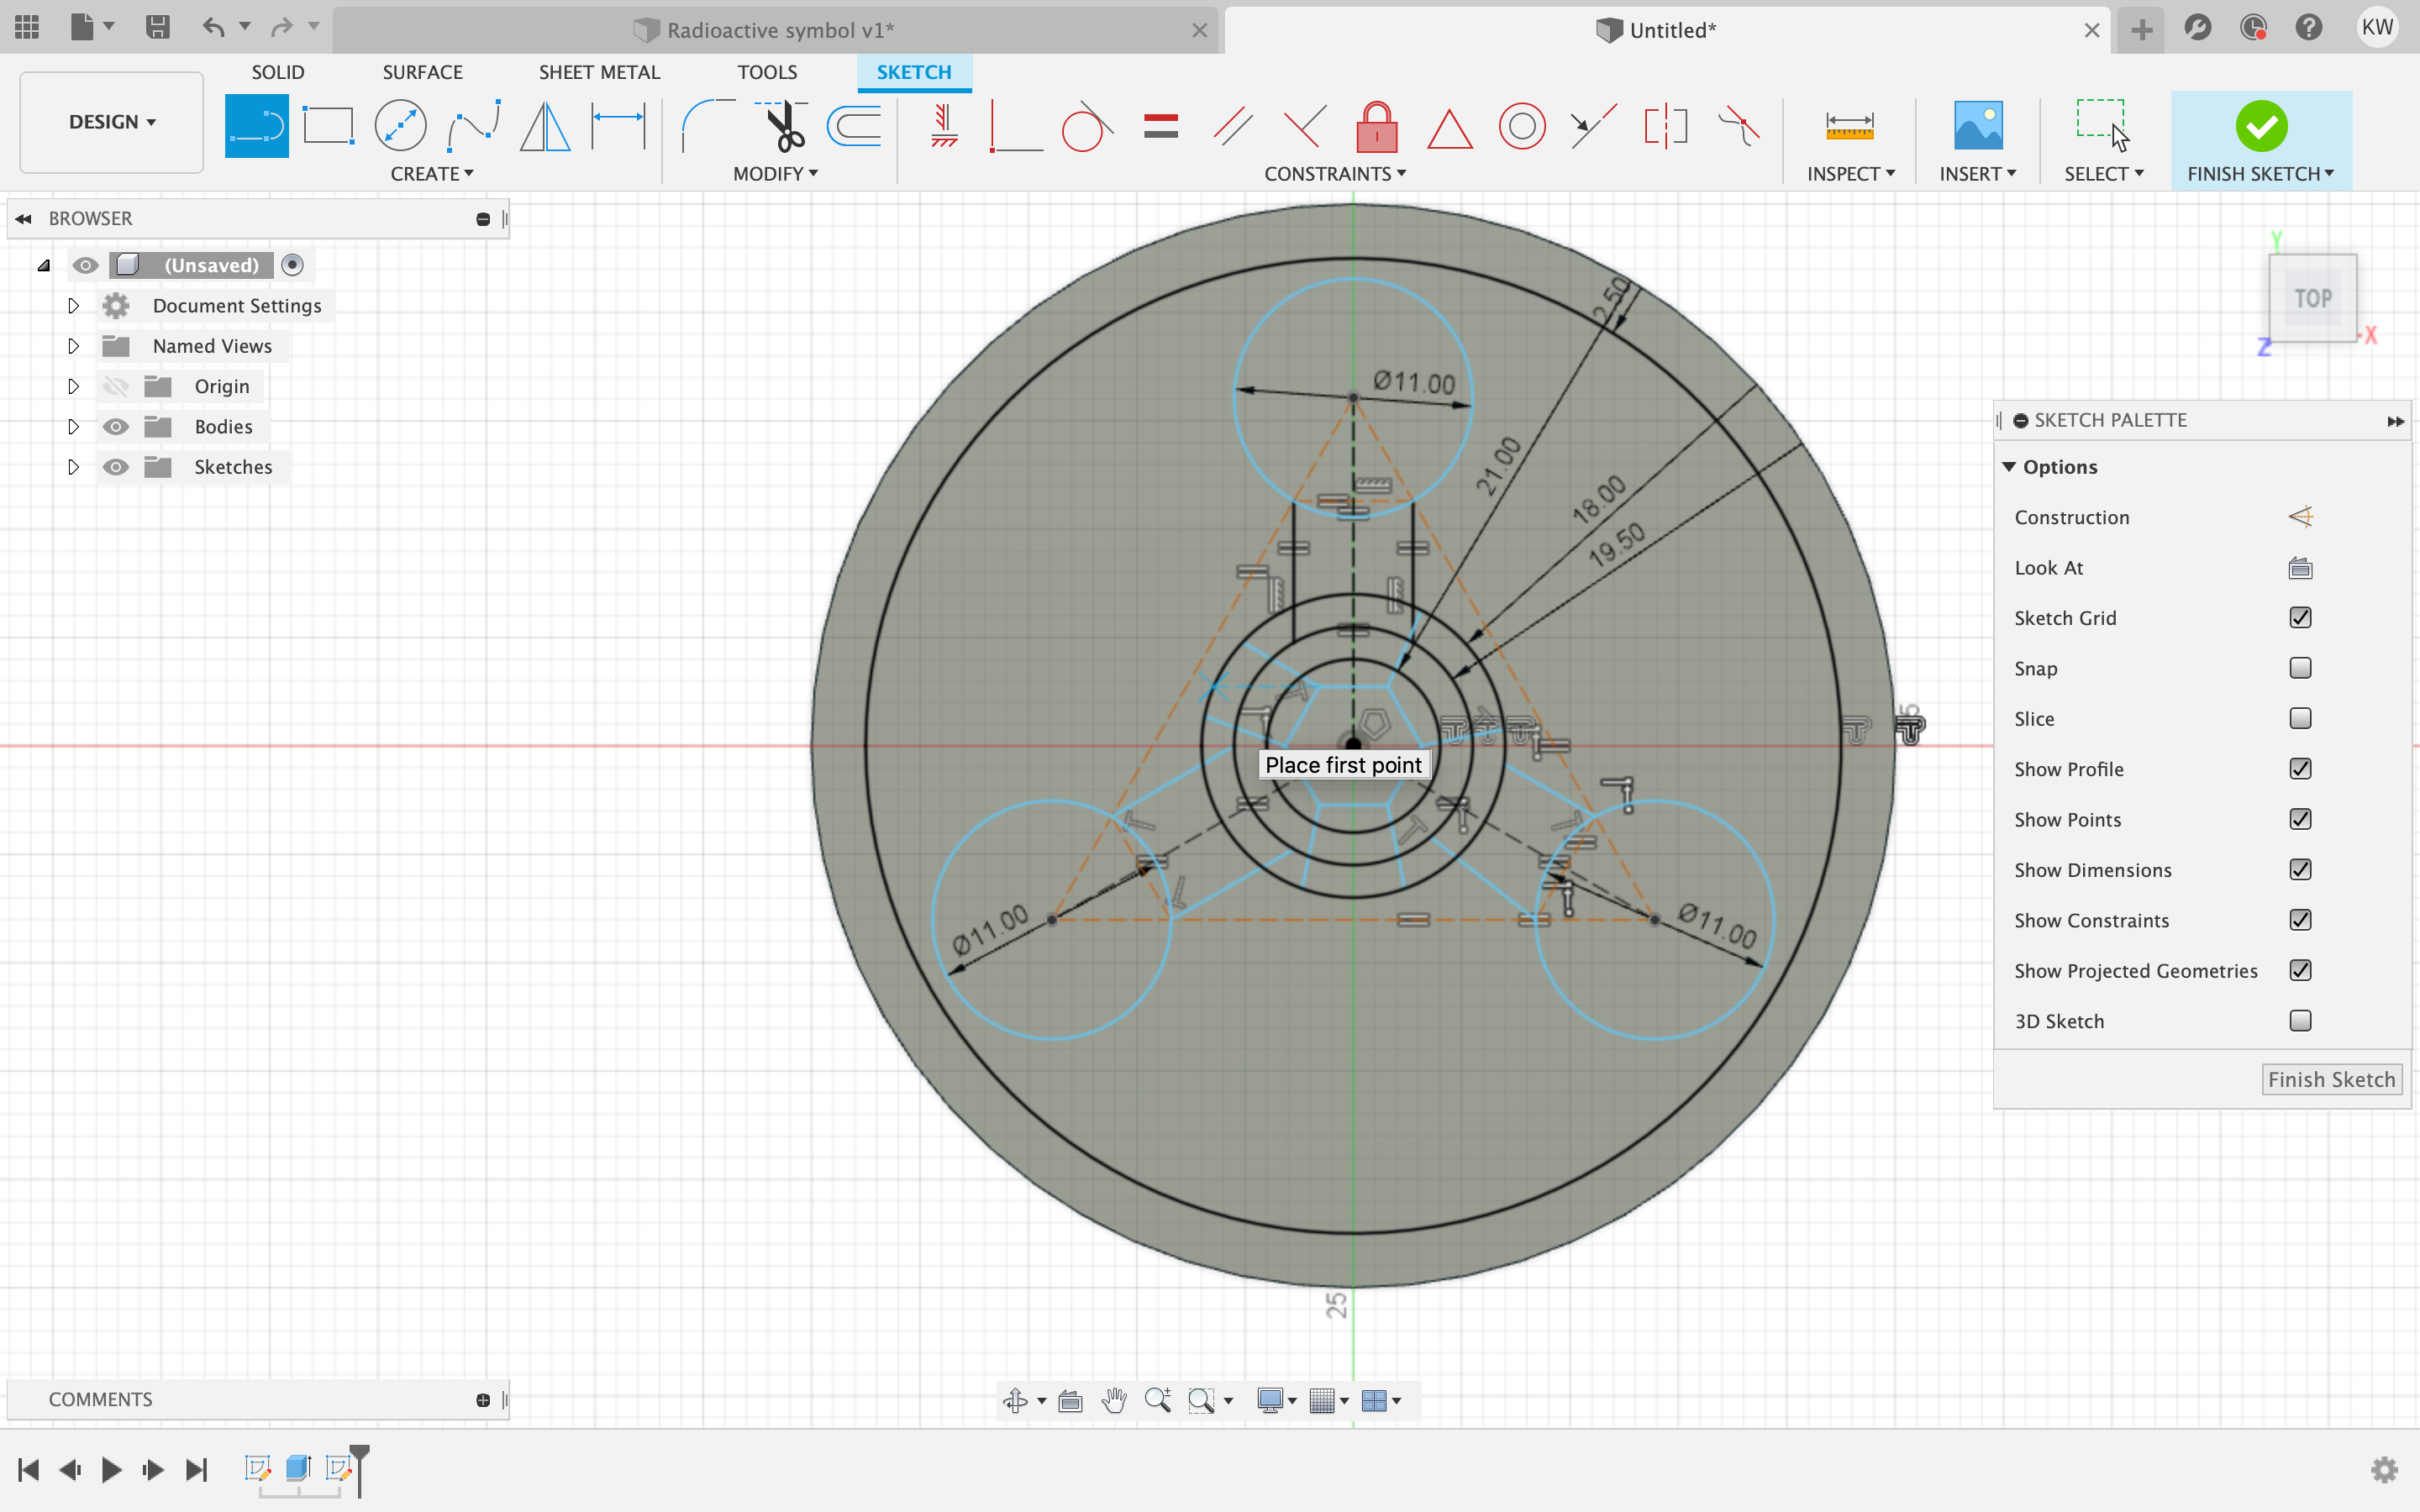 Radioactive symbol v1*
Untitled*
KW
SOLID
SURFACE
SHEET METAL
TOOLS
SKETCH
DESIGN
CREATE
MODIFY
CONSTRAINTS
INSPECT
INSERT
SELECT
FINISH SKETCH
BROWSER
(Unsaved)
Document Settings
Named Views
Origin
Bodies
Sketches
Y
TOP
X
Z
2.50
Ø11.00
21.00
18.00
19.50
Place first point
Ø11.00
Ø11.00
25
SKETCH PALETTE
Options
Construction
Look At
Sketch Grid
Snap
Slice
Show Profile
Show Points
Show Dimensions
Show Constraints
Show Projected Geometries
3D Sketch
Finish Sketch
COMMENTS